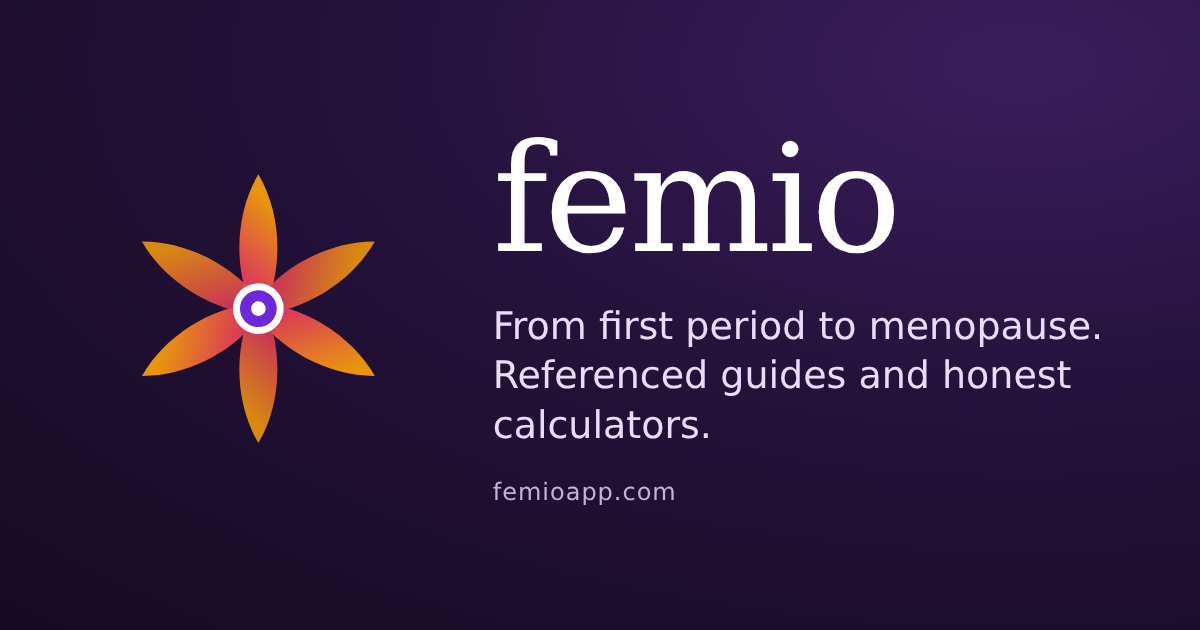 femio
From first period to menopause.
Referenced guides and honest
calculators.
femioapp.com